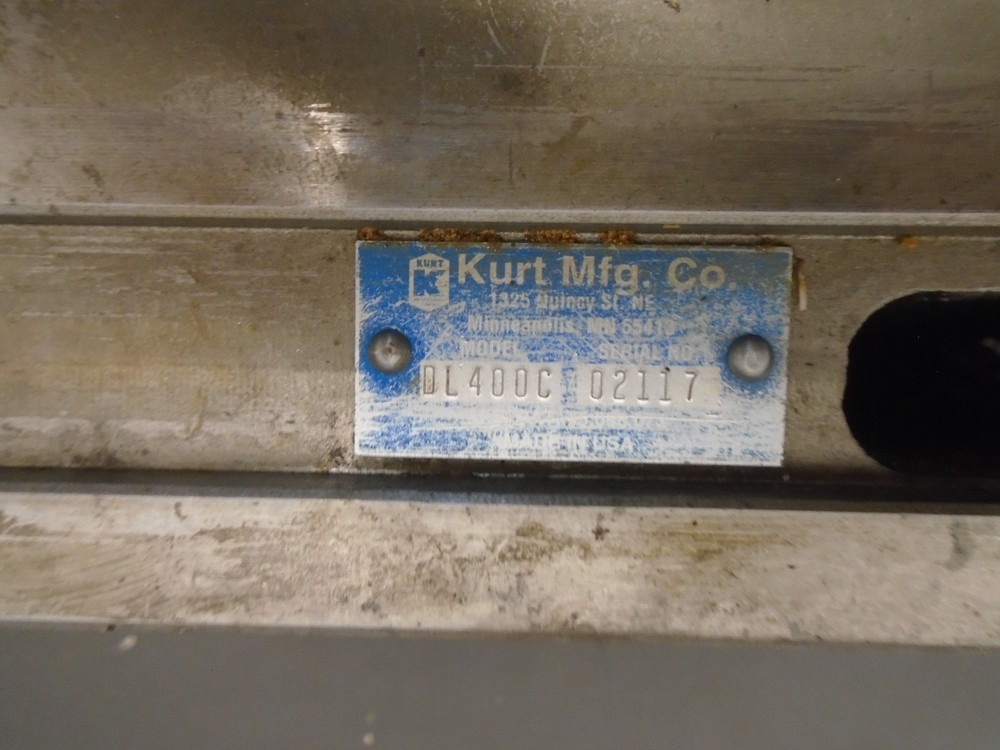 KURT
Kurt Mfg. Co.
1325 Quincy St. NE
Minneapolis, MN 55413
MODEL SERIAL NO.
DL400C 02117
MADE IN USA